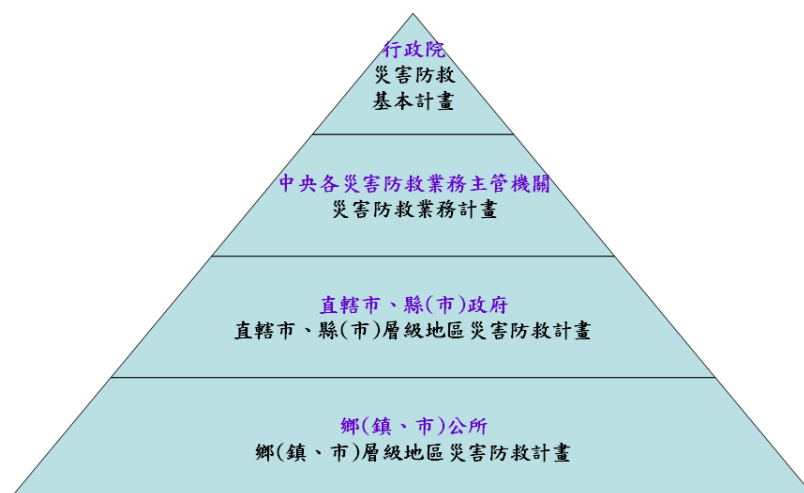 行政院
災害防救
基本計畫
中央各災害防救業務主管機關
災害防救業務計畫
直轄市、縣(市)政府
直轄市、縣(市)層級地區災害防救計畫
鄉(鎮、市)公所
鄉(鎮、市)層級地區災害防救計畫